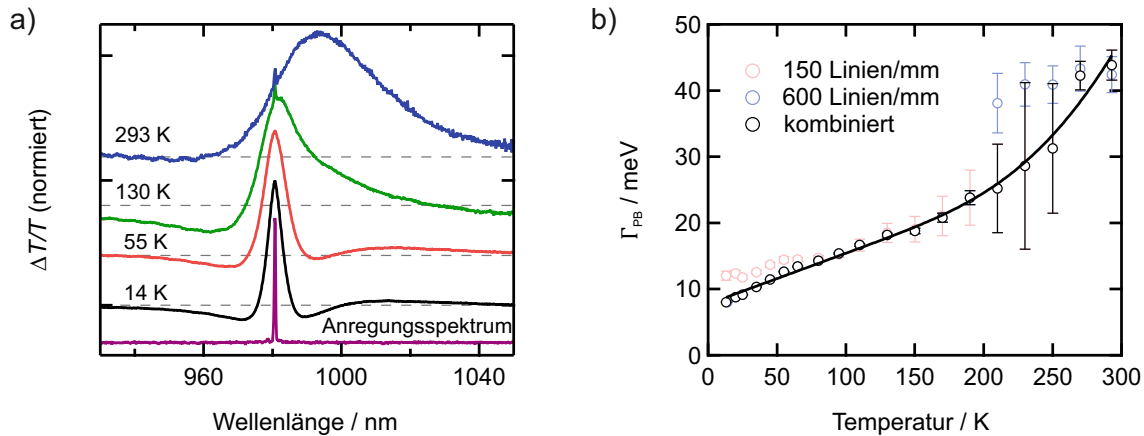 a)
ΔT/T (normiert)
293 K
130 K
55 K
14 K
Anregungsspektrum
960
1000
1040
Wellenlänge / nm
b)
Γ_PB / meV
50
40
30
20
10
0
150 Linien/mm
600 Linien/mm
kombiniert
0 50 100 150 200 250 300
Temperatur / K